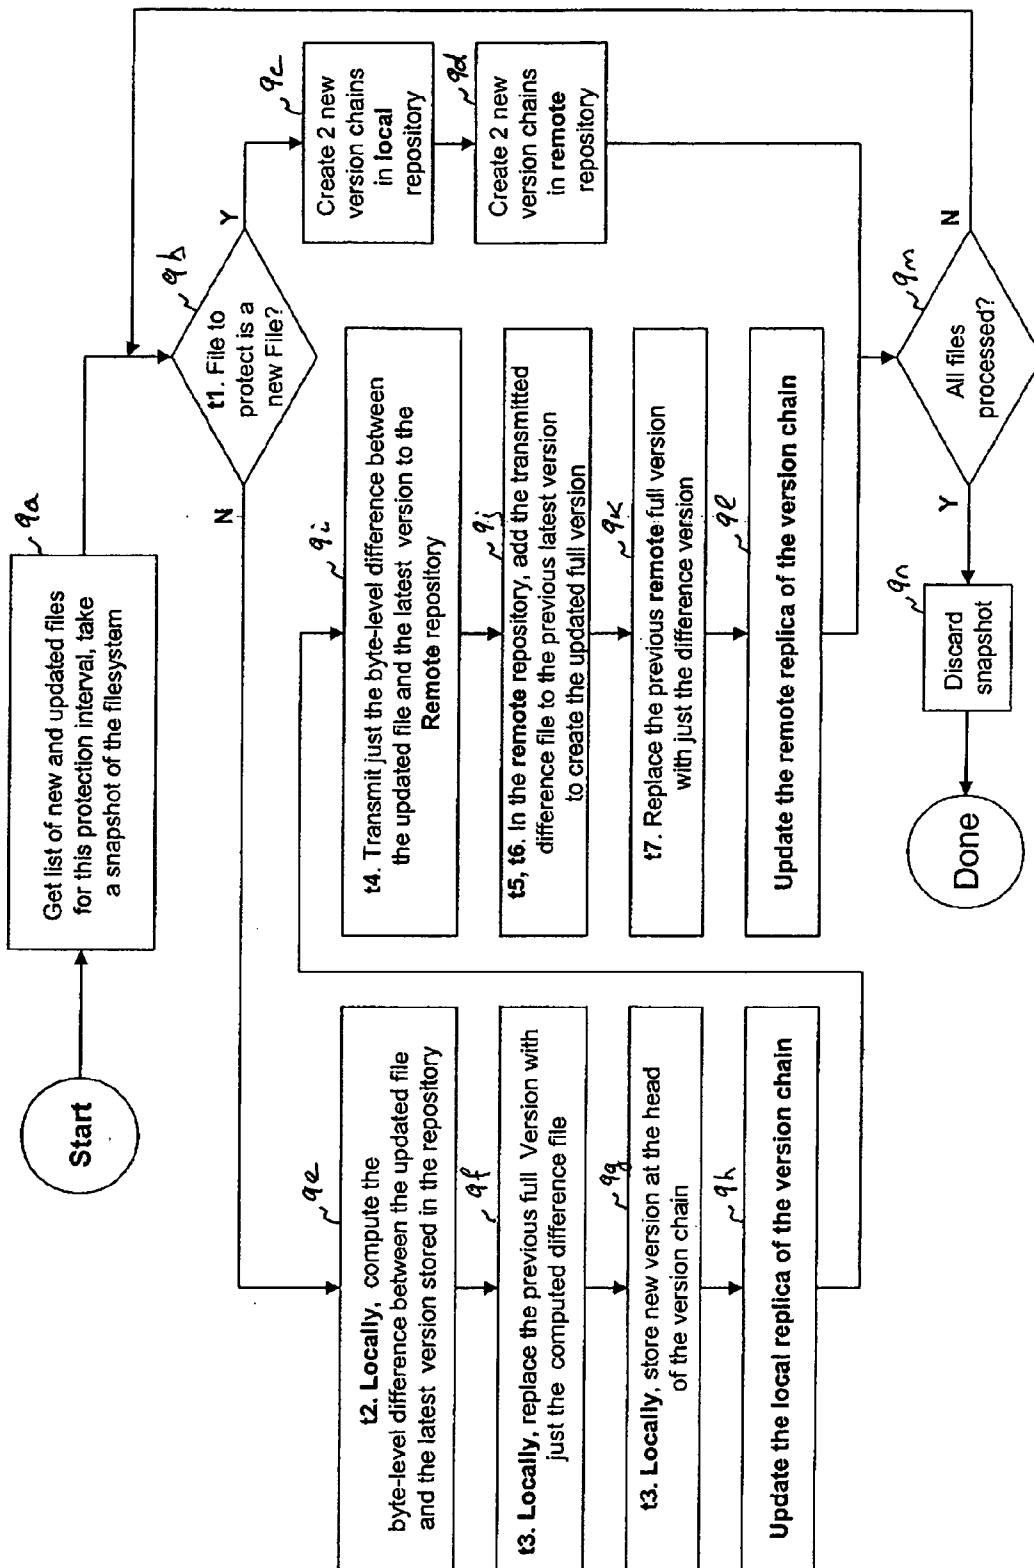 Start
9a
Get list of new and updated files
for this protection interval, take
a snapshot of the filesystem
9b
t1. File to
protect is a
new File?
Y
N
9c
Create 2 new
version chains
in local
repository
9d
Create 2 new
version chains
in remote
repository
9e
t2. Locally, compute the
byte-level difference between the updated file
and the latest version stored in the repository
9f
t3. Locally, replace the previous full Version with
just the computed difference file
9g
t3. Locally, store new version at the head
of the version chain
9h
Update the local replica of the version chain
9i
t4. Transmit just the byte-level difference between
the updated file and the latest version to the
Remote repository
9j
t5, t6. In the remote repository, add the transmitted
difference file to the previous latest version
to create the updated full version
9k
t7. Replace the previous remote full version
with just the difference version
9l
Update the remote replica of the version chain
9m
All files
processed?
N
Y
9n
Discard
snapshot
Done